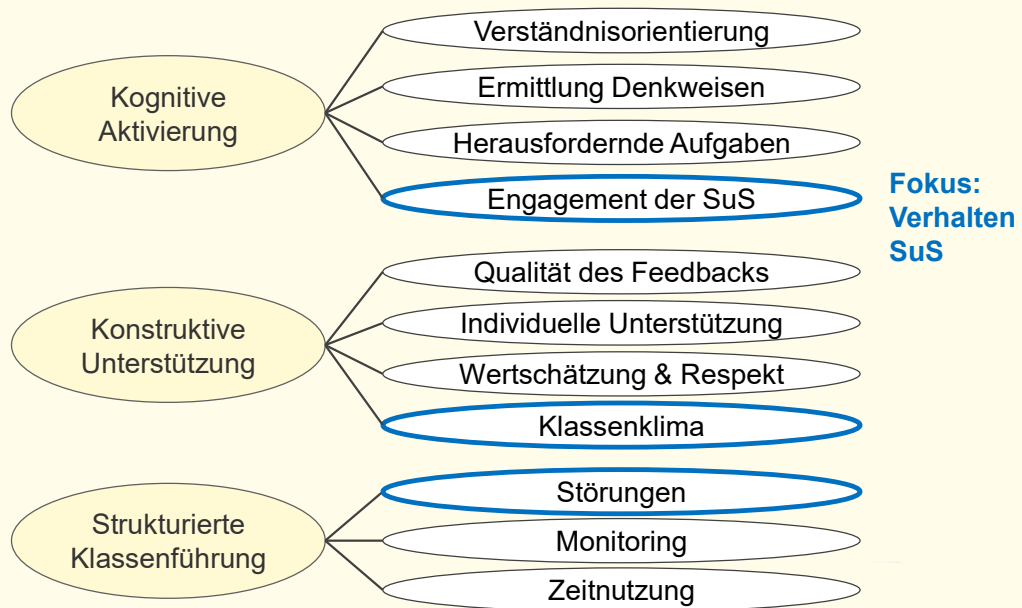 Kognitive
Aktivierung
Verständnisorientierung
Ermittlung Denkweisen
Herausfordernde Aufgaben
Engagement der SuS
Fokus:
Verhalten
SuS
Konstruktive
Unterstützung
Qualität des Feedbacks
Individuelle Unterstützung
Wertschätzung & Respekt
Klassenklima
Strukturierte
Klassenführung
Störungen
Monitoring
Zeitnutzung